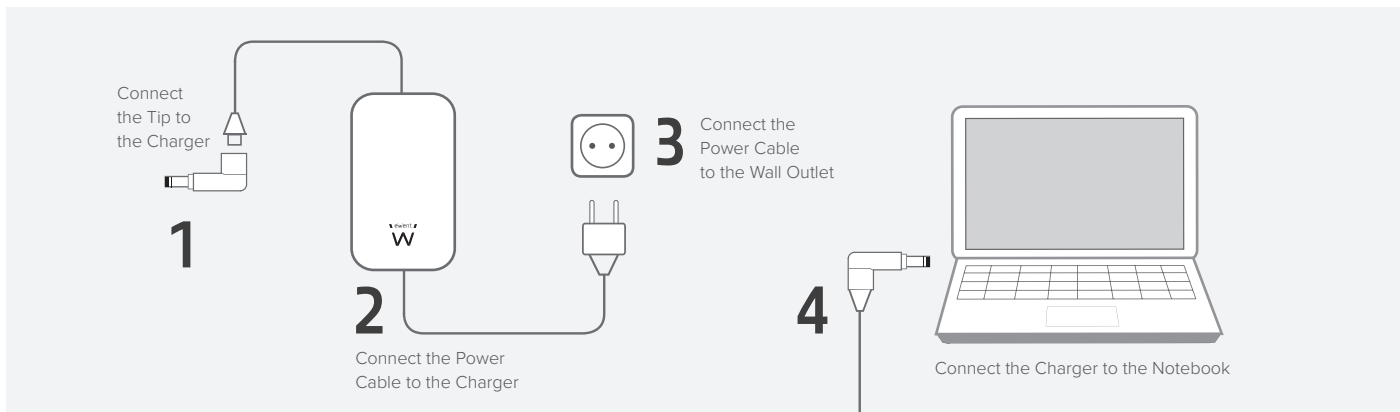 Connect
the Tip to
the Charger
1
ewent
W
2
Connect the Power
Cable to the Charger
3
Connect the
Power Cable
to the Wall Outlet
4
Connect the Charger to the Notebook